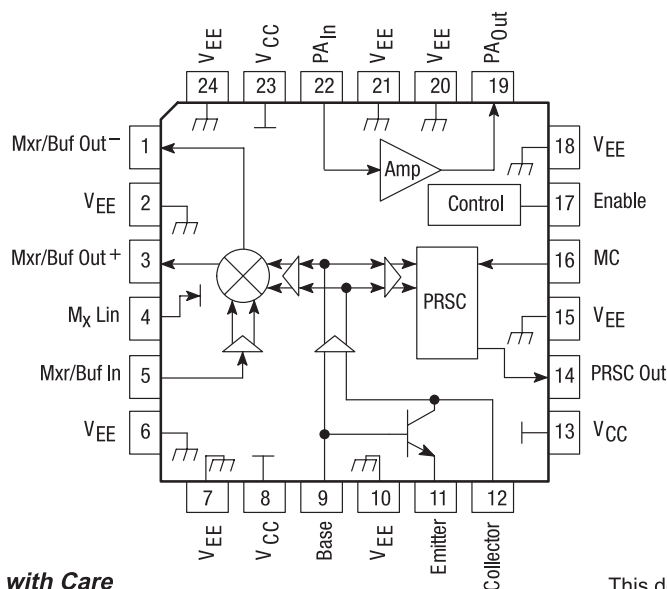 VEE
VCC
PAIn
VEE
VEE
PAOut
24
23
22
21
20
19
Mxr/Buf Out−
1
VEE
2
Mxr/Buf Out+
3
Mx Lin
4
Mxr/Buf In
5
VEE
6
Amp
Control
PRSC
18
VEE
17
Enable
16
MC
15
VEE
14
PRSC Out
13
VCC
7
8
9
10
11
12
VEE
VCC
Base
VEE
Emitter
Collector
with Care
This d